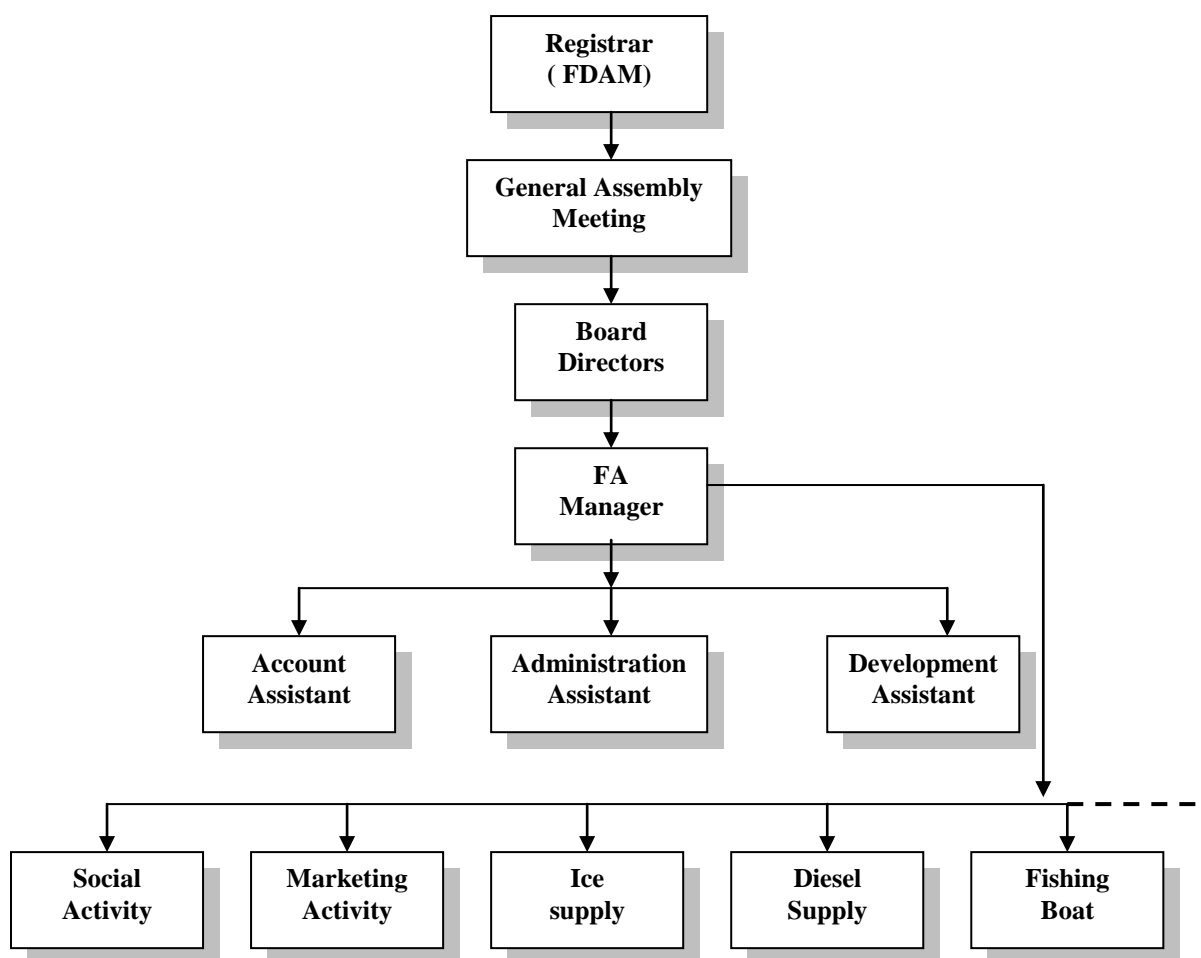 Registrar
( FDAM)
General Assembly
Meeting
Board
Directors
FA
Manager
Account
Assistant
Administration
Assistant
Development
Assistant
Social
Activity
Marketing
Activity
Ice
supply
Diesel
Supply
Fishing
Boat